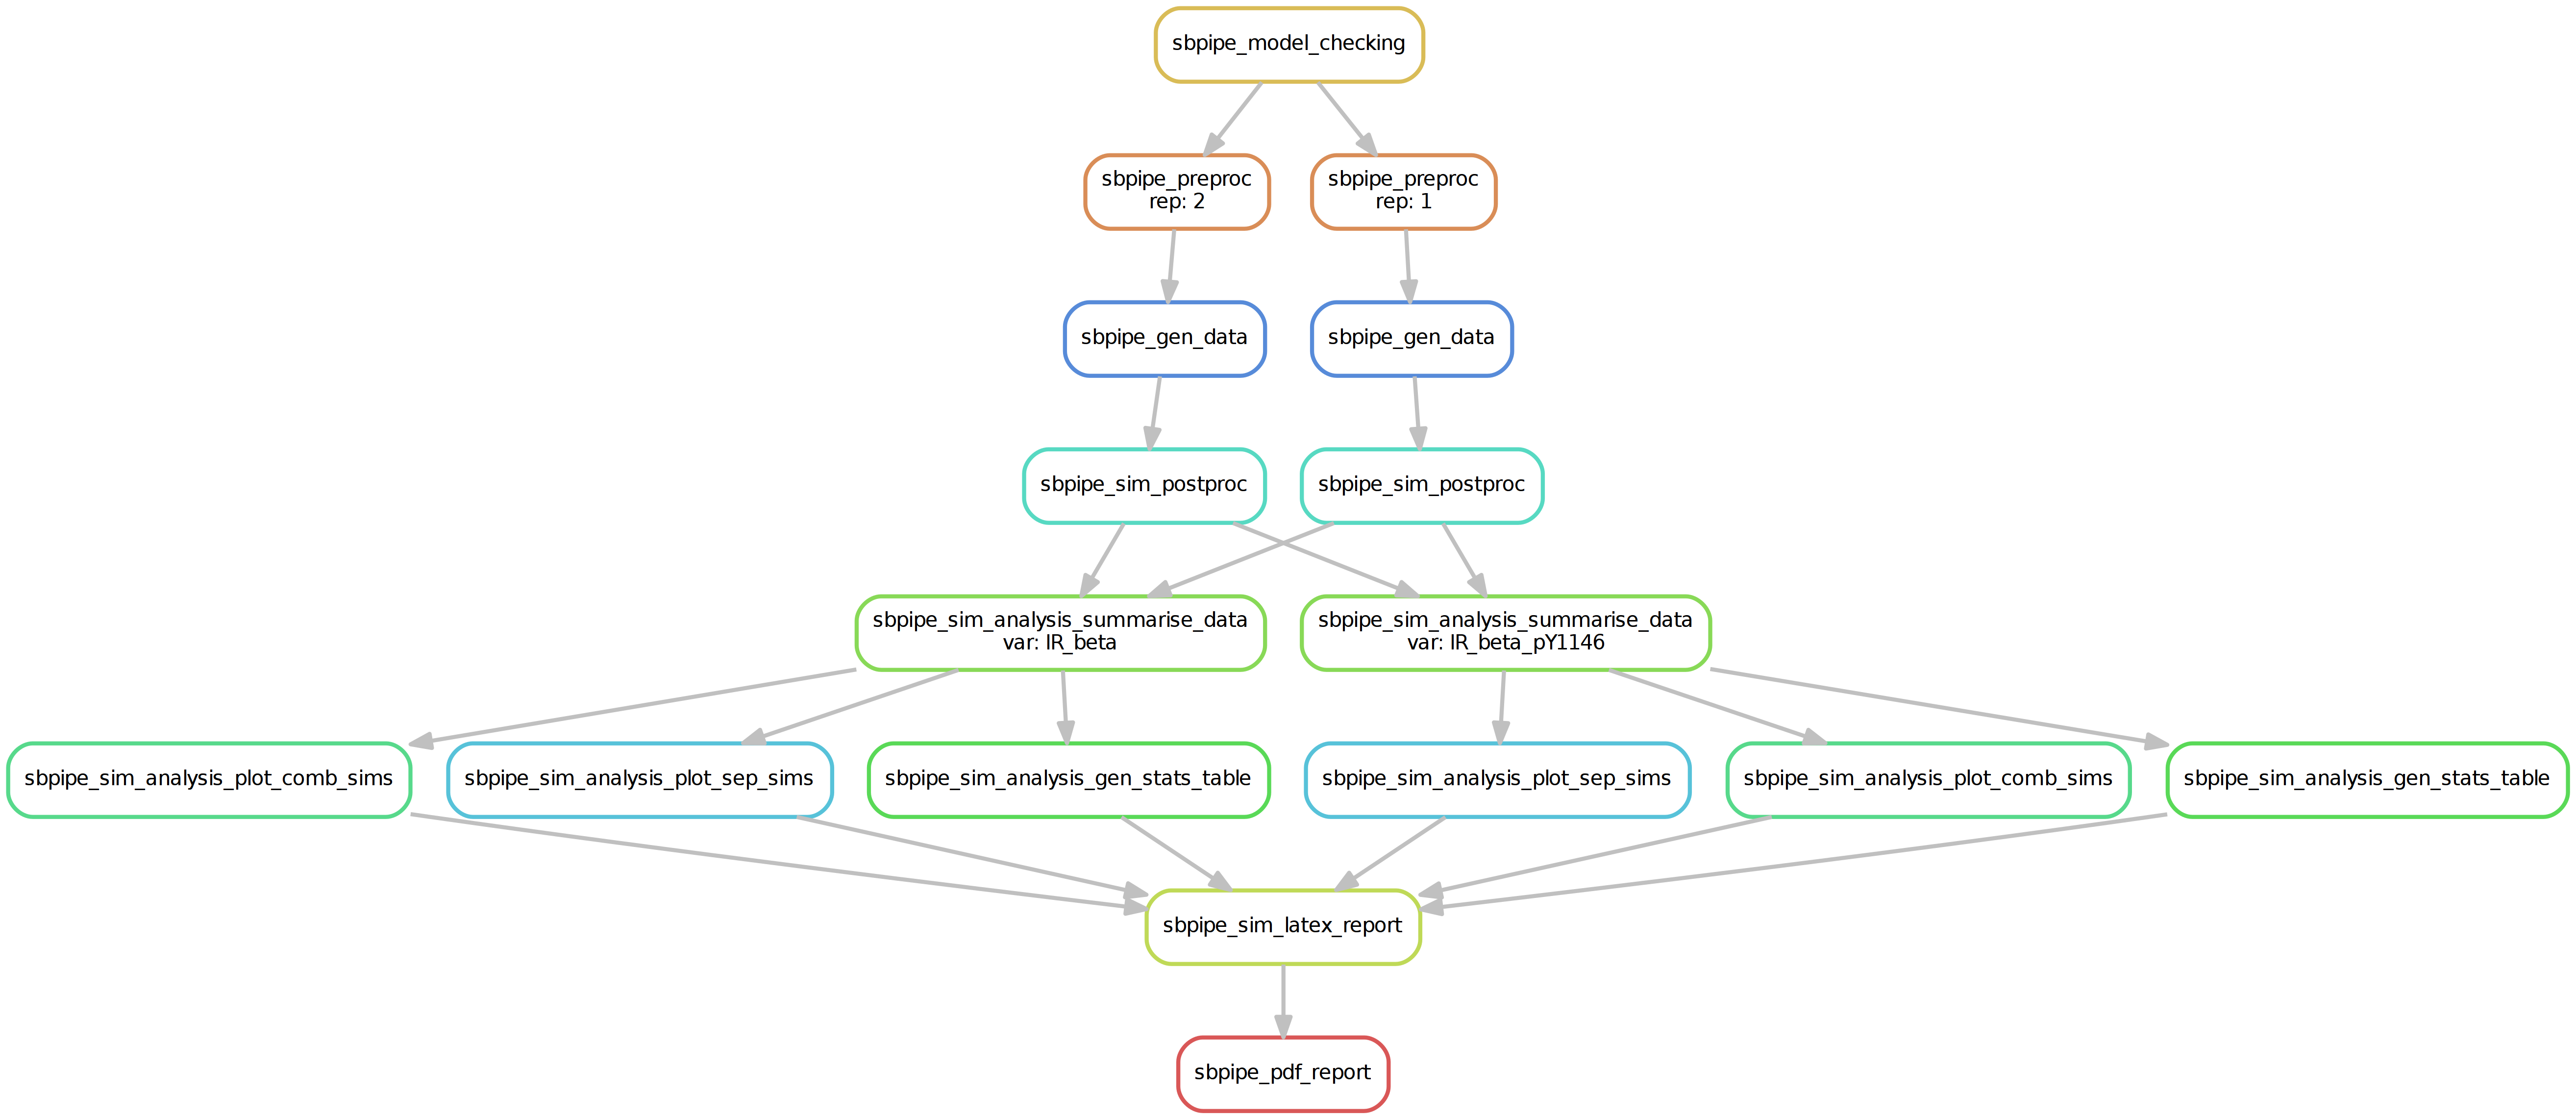 sbpipe_model_checking
sbpipe_preproc
rep: 2
sbpipe_preproc
rep: 1
sbpipe_gen_data
sbpipe_gen_data
sbpipe_sim_postproc
sbpipe_sim_postproc
sbpipe_sim_analysis_summarise_data
var: IR_beta
sbpipe_sim_analysis_summarise_data
var: IR_beta_pY1146
sbpipe_sim_analysis_plot_comb_sims
sbpipe_sim_analysis_plot_sep_sims
sbpipe_sim_analysis_gen_stats_table
sbpipe_sim_analysis_plot_sep_sims
sbpipe_sim_analysis_plot_comb_sims
sbpipe_sim_analysis_gen_stats_table
sbpipe_sim_latex_report
sbpipe_pdf_report